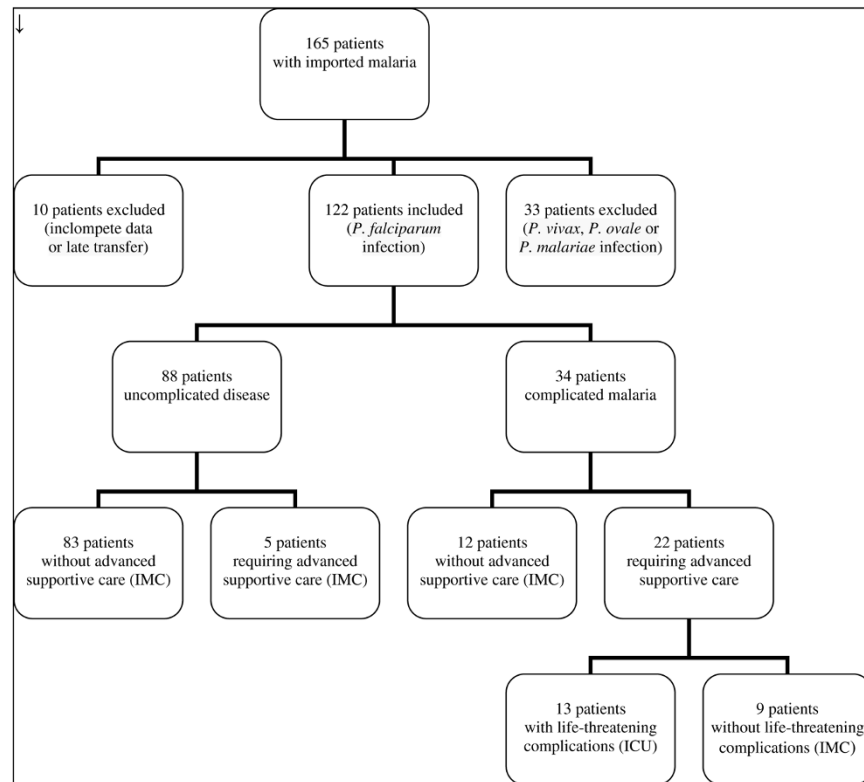 ↓
165 patients
with imported malaria
10 patients excluded
(inclompete data
or late transfer)
122 patients included
(P. falciparum
infection)
33 patients excluded
(P. vivax, P. ovale or
P. malariae infection)
88 patients
uncomplicated disease
34 patients
complicated malaria
83 patients
without advanced
supportive care (IMC)
5 patients
requiring advanced
supportive care (IMC)
12 patients
without advanced
supportive care (IMC)
22 patients
requiring advanced
supportive care
13 patients
with life-threatening
complications (ICU)
9 patients
without life-threatening
complications (IMC)